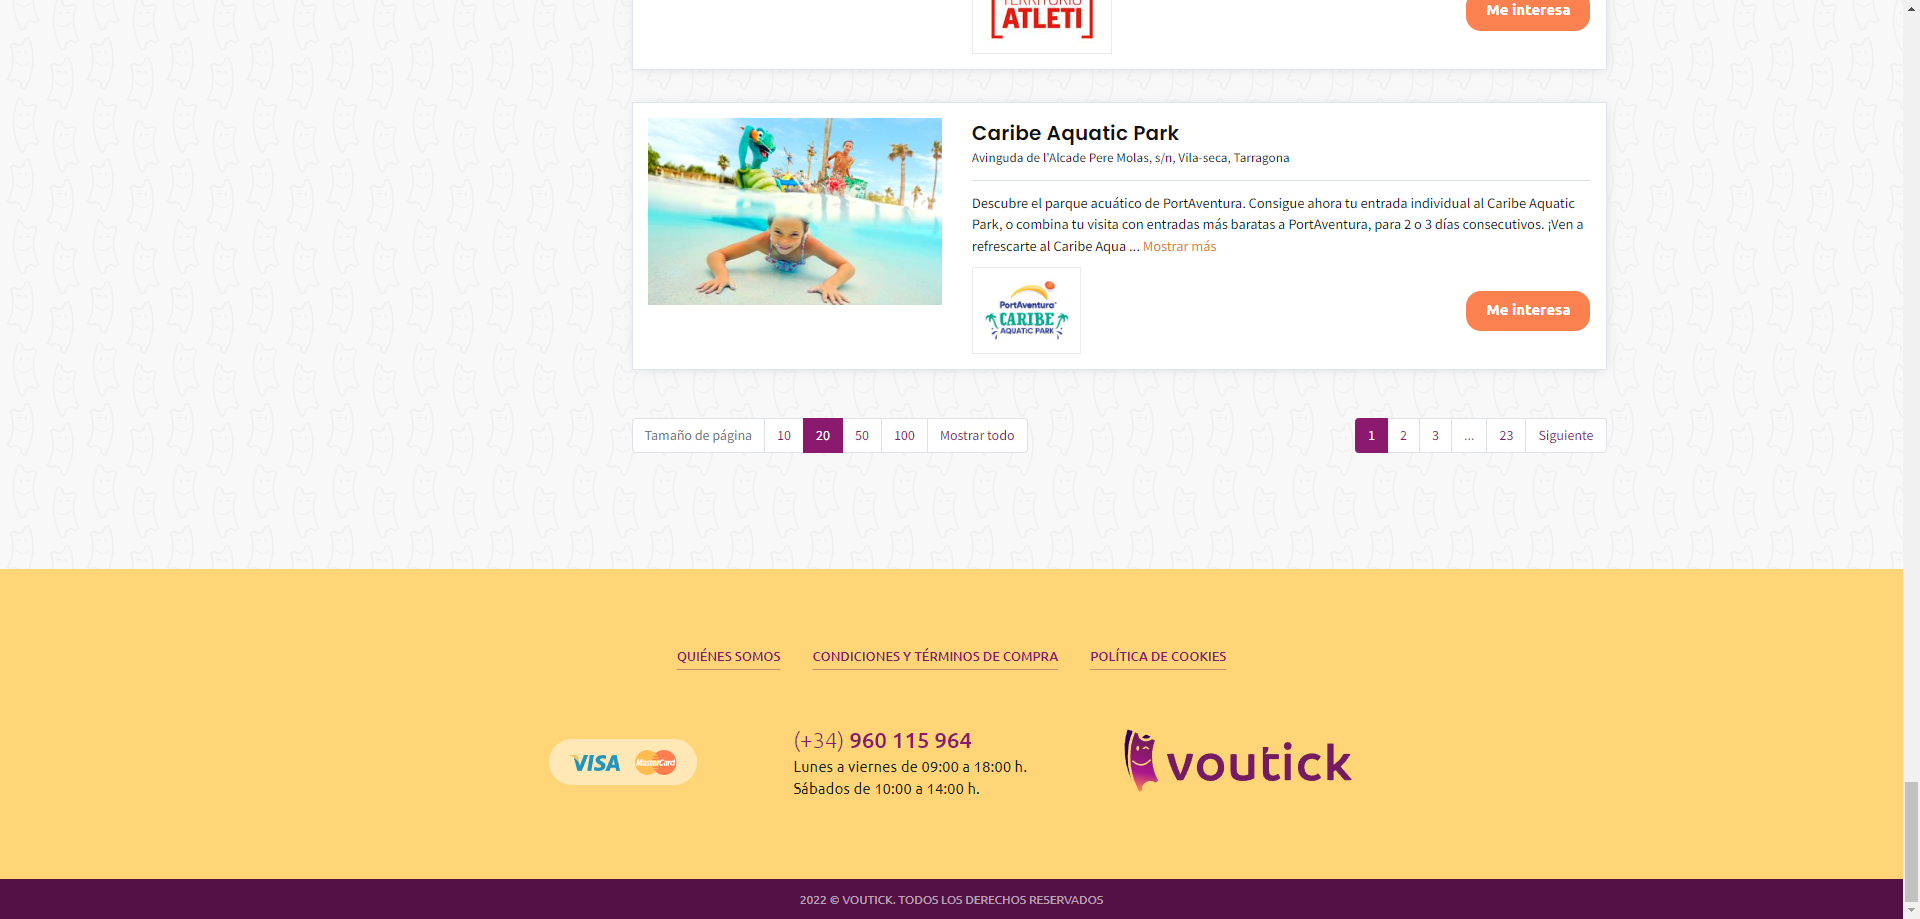 ATLETI
Me interesa
Caribe Aquatic Park
Avinguda de l'Alcade Pere Molas, s/n, Vila-seca, Tarragona
Descubre el parque acuático de PortAventura. Consigue ahora tu entrada individual al Caribe Aquatic
Park, o combina tu visita con entradas más baratas a PortAventura, para 2 o 3 días consecutivos. ¡Ven a
refrescarte al Caribe Aqua ... Mostrar más
PortAventura
CARIBE
AQUATIC PARK
Me interesa
Tamaño de página 10 20 50 100 Mostrar todo
1 2 3 ... 23 Siguiente
QUIÉNES SOMOS CONDICIONES Y TÉRMINOS DE COMPRA POLÍTICA DE COOKIES
VISA MasterCard
(+34) 960 115 964
Lunes a viernes de 09:00 a 18:00 h.
Sábados de 10:00 a 14:00 h.
voutick
2022 © VOUTICK. TODOS LOS DERECHOS RESERVADOS